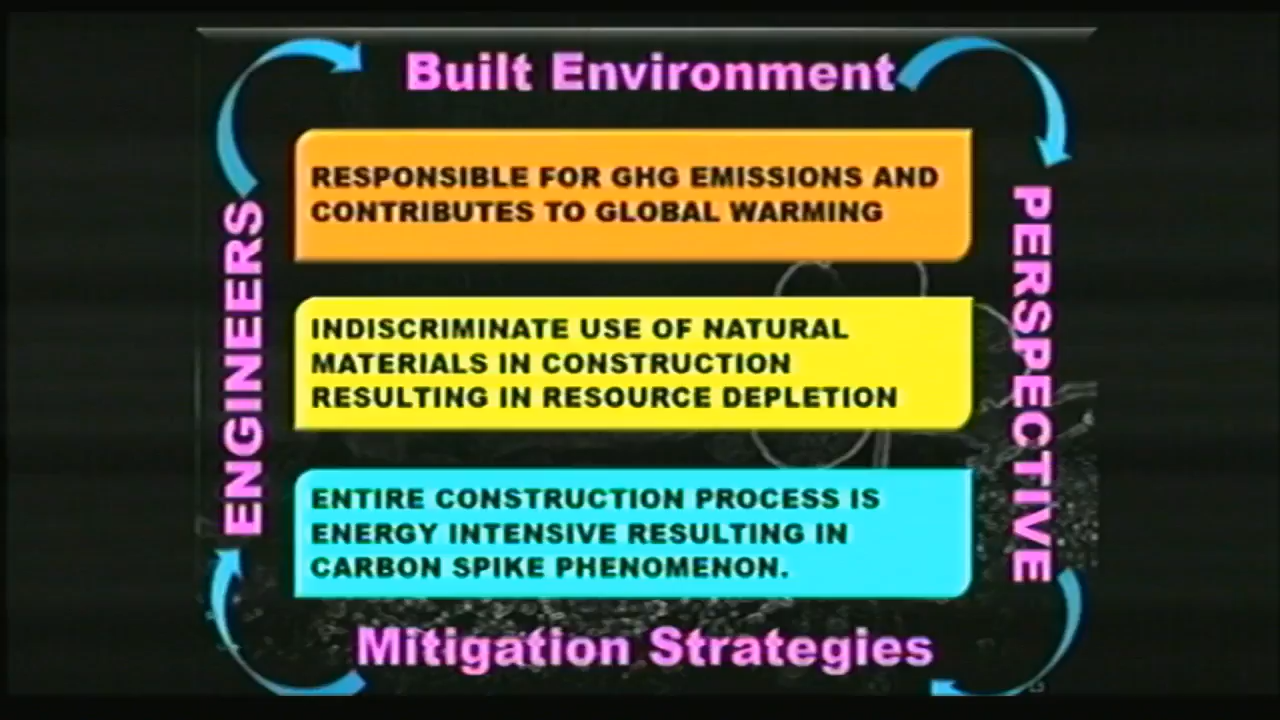 Built Environment
ENGINEERS
RESPONSIBLE FOR GHG EMISSIONS AND
CONTRIBUTES TO GLOBAL WARMING
INDISCRIMINATE USE OF NATURAL
MATERIALS IN CONSTRUCTION
RESULTING IN RESOURCE DEPLETION
ENTIRE CONSTRUCTION PROCESS IS
ENERGY INTENSIVE RESULTING IN
CARBON SPIKE PHENOMENON.
PERSPECTIVE
Mitigation Strategies